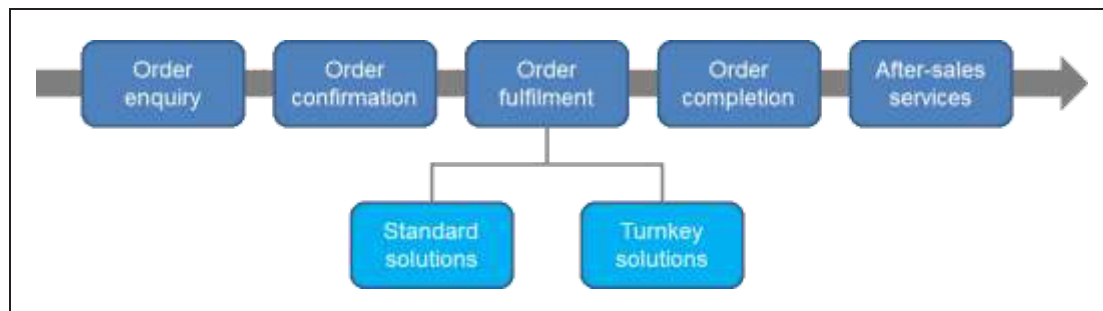 Order
enquiry
Order
confirmation
Order
fulfilment
Order
completion
After-sales
services
Standard
solutions
Turnkey
solutions